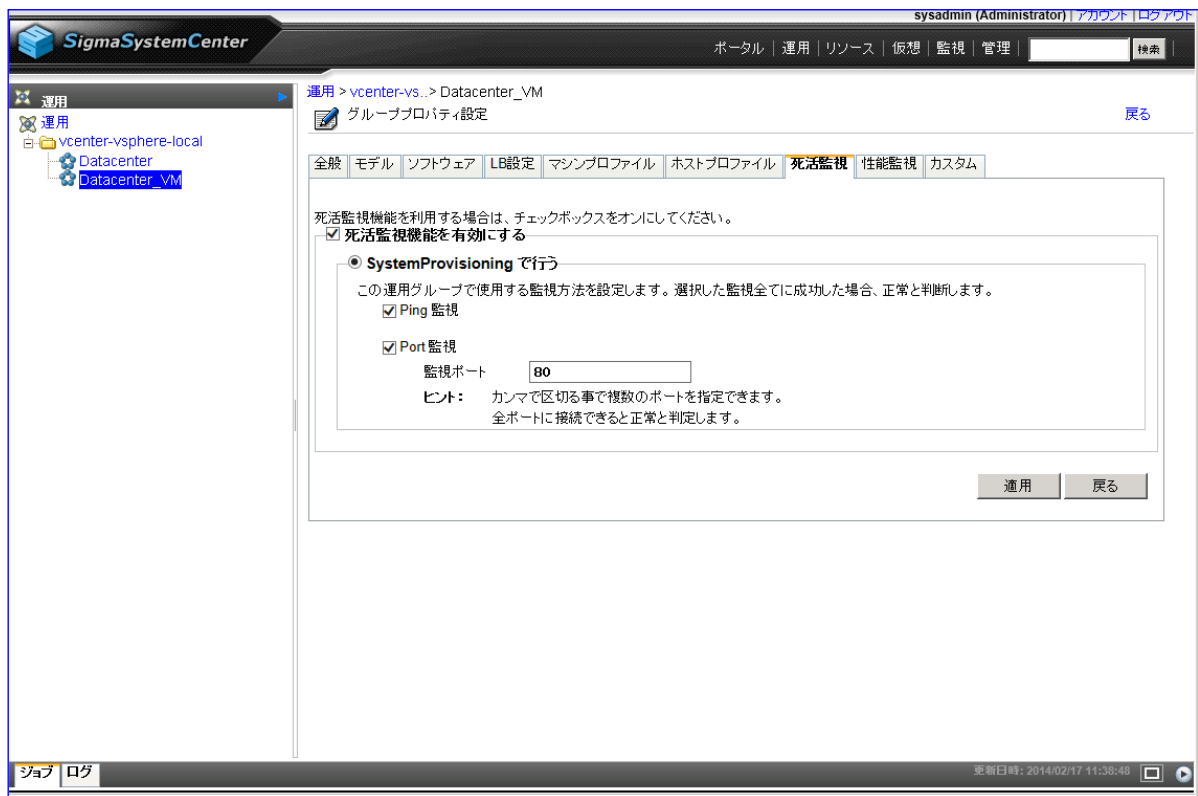 sysadmin (Administrator) | アカウント | ログアウト
SigmaSystemCenter
ポータル | 運用 | リソース | 仮想 | 監視 | 管理 | 検索
運用
運用
vcenter-vsphere-local
Datacenter
Datacenter_VM
運用 > vcenter-vs..> Datacenter_VM
グループプロパティ設定
戻る
全般 モデル ソフトウェア LB設定 マシンプロファイル ホストプロファイル 死活監視 性能監視 カスタム
死活監視機能を利用する場合は、チェックボックスをオンにしてください。
死活監視機能を有効にする
SystemProvisioning で行う
この運用グループで使用する監視方法を設定します。選択した監視全てに成功した場合、正常と判断します。
Ping 監視
Port 監視
監視ポート 80
ヒント： カンマで区切る事で複数のポートを指定できます。
全ポートに接続できると正常と判定します。
適用 戻る
ジョブ ログ
更新日時: 2014/02/17 11:38:48